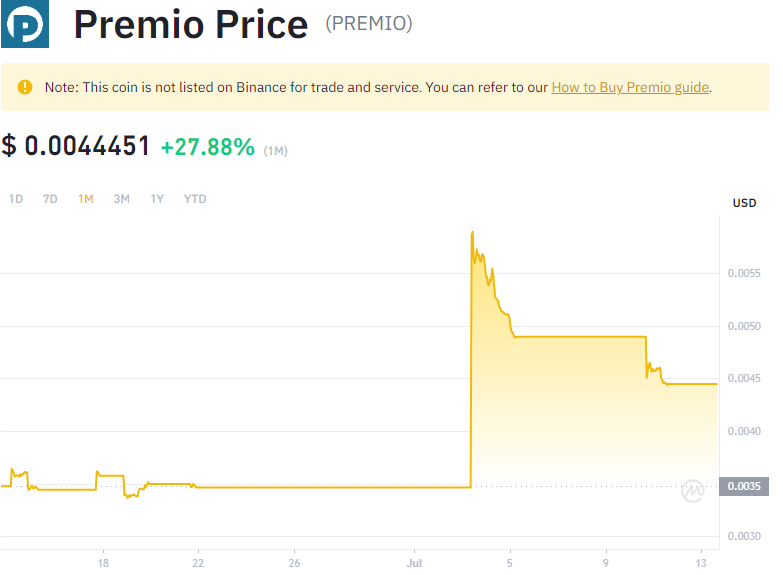 Premio Price (PREMIO)
Note: This coin is not listed on Binance for trade and service. You can refer to our How to Buy Premio guide.
$ 0.0044451 +27.88% (1M)
1D 7D 1M 3M 1Y YTD
USD
0.0055
0.0050
0.0045
0.0040
0.0035
0.0030
18 22 26 Jul 5 9 13